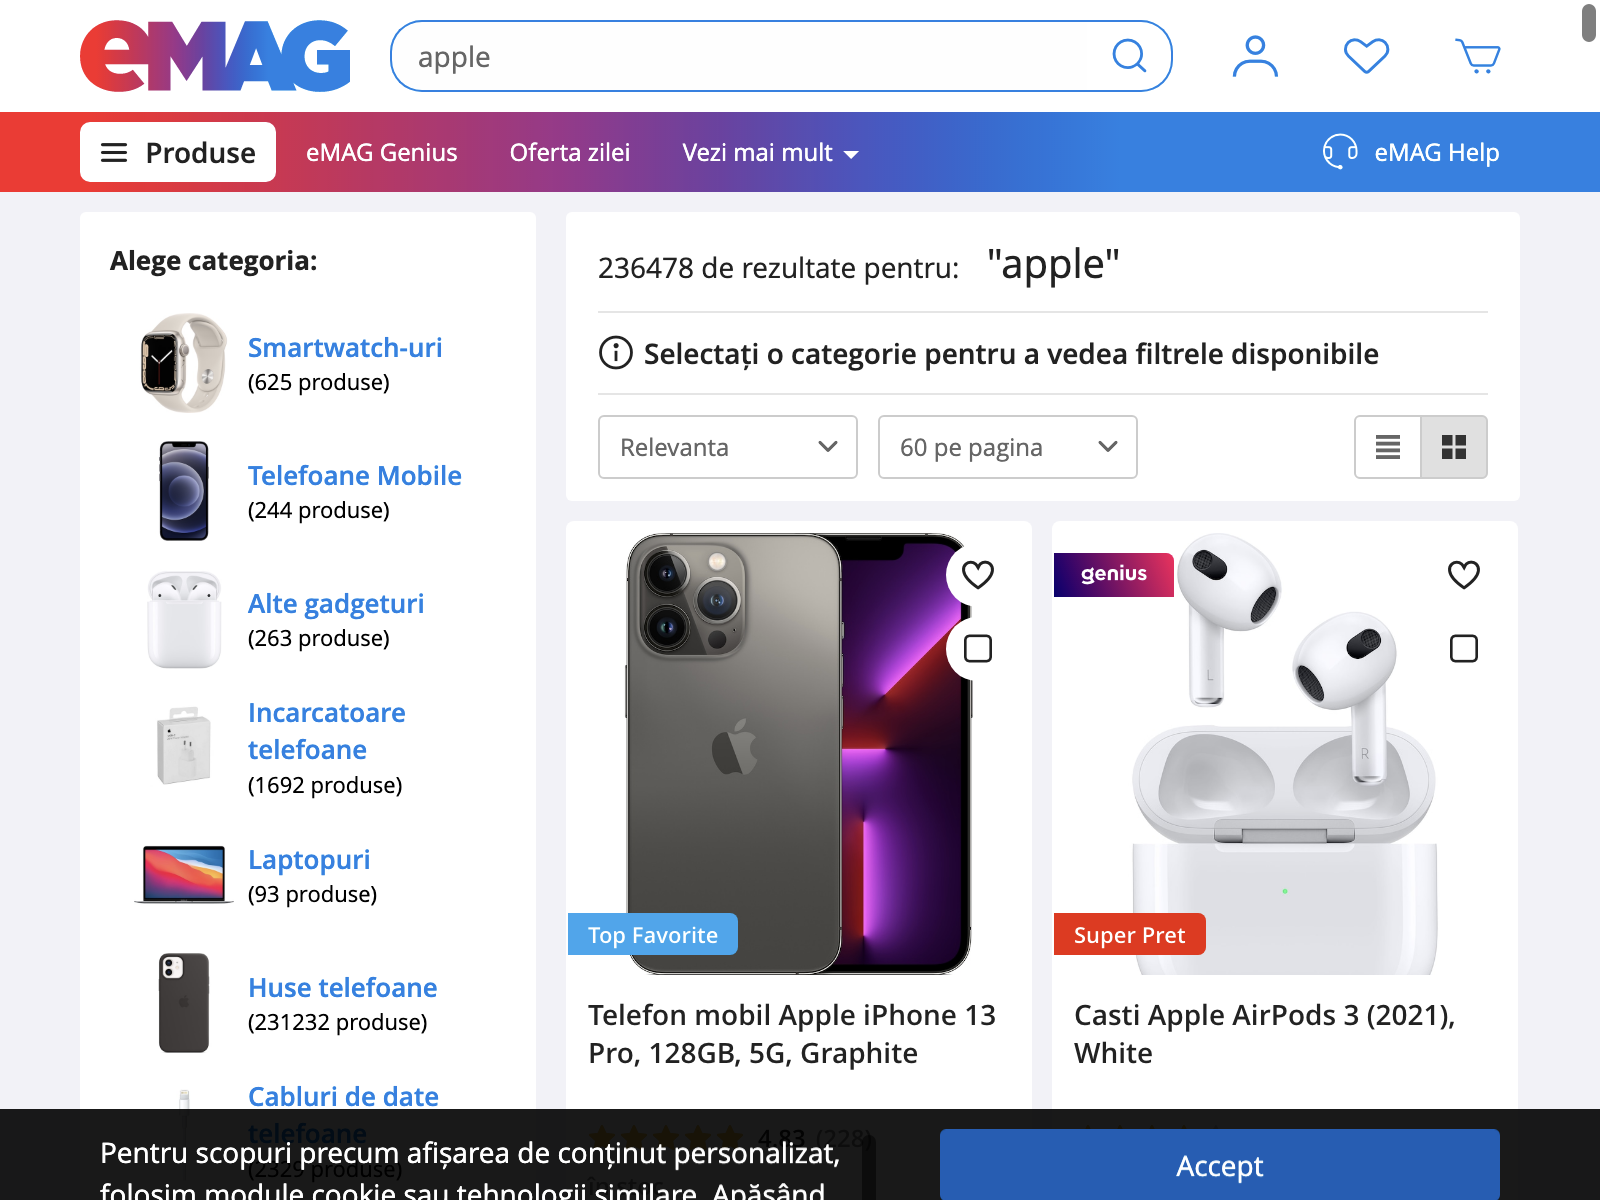 eMAG
apple
Produse
eMAG Genius
Oferta zilei
Vezi mai mult
eMAG Help
Alege categoria:
Smartwatch-uri
(625 produse)
Telefoane Mobile
(244 produse)
Alte gadgeturi
(263 produse)
Incarcatoare
telefoane
(1692 produse)
Laptopuri
(93 produse)
Huse telefoane
(231232 produse)
Cabluri de date
telefoane
(2329 produse)
236478 de rezultate pentru: "apple"
Selectați o categorie pentru a vedea filtrele disponibile
Relevanta
60 pe pagina
Top Favorite
Telefon mobil Apple iPhone 13
Pro, 128GB, 5G, Graphite
4.83 (228)
genius
L
R
Super Pret
Casti Apple AirPods 3 (2021),
White
Pentru scopuri precum afișarea de conținut personalizat,
folosim module cookie sau tehnologii similare. Apăsând
Accept